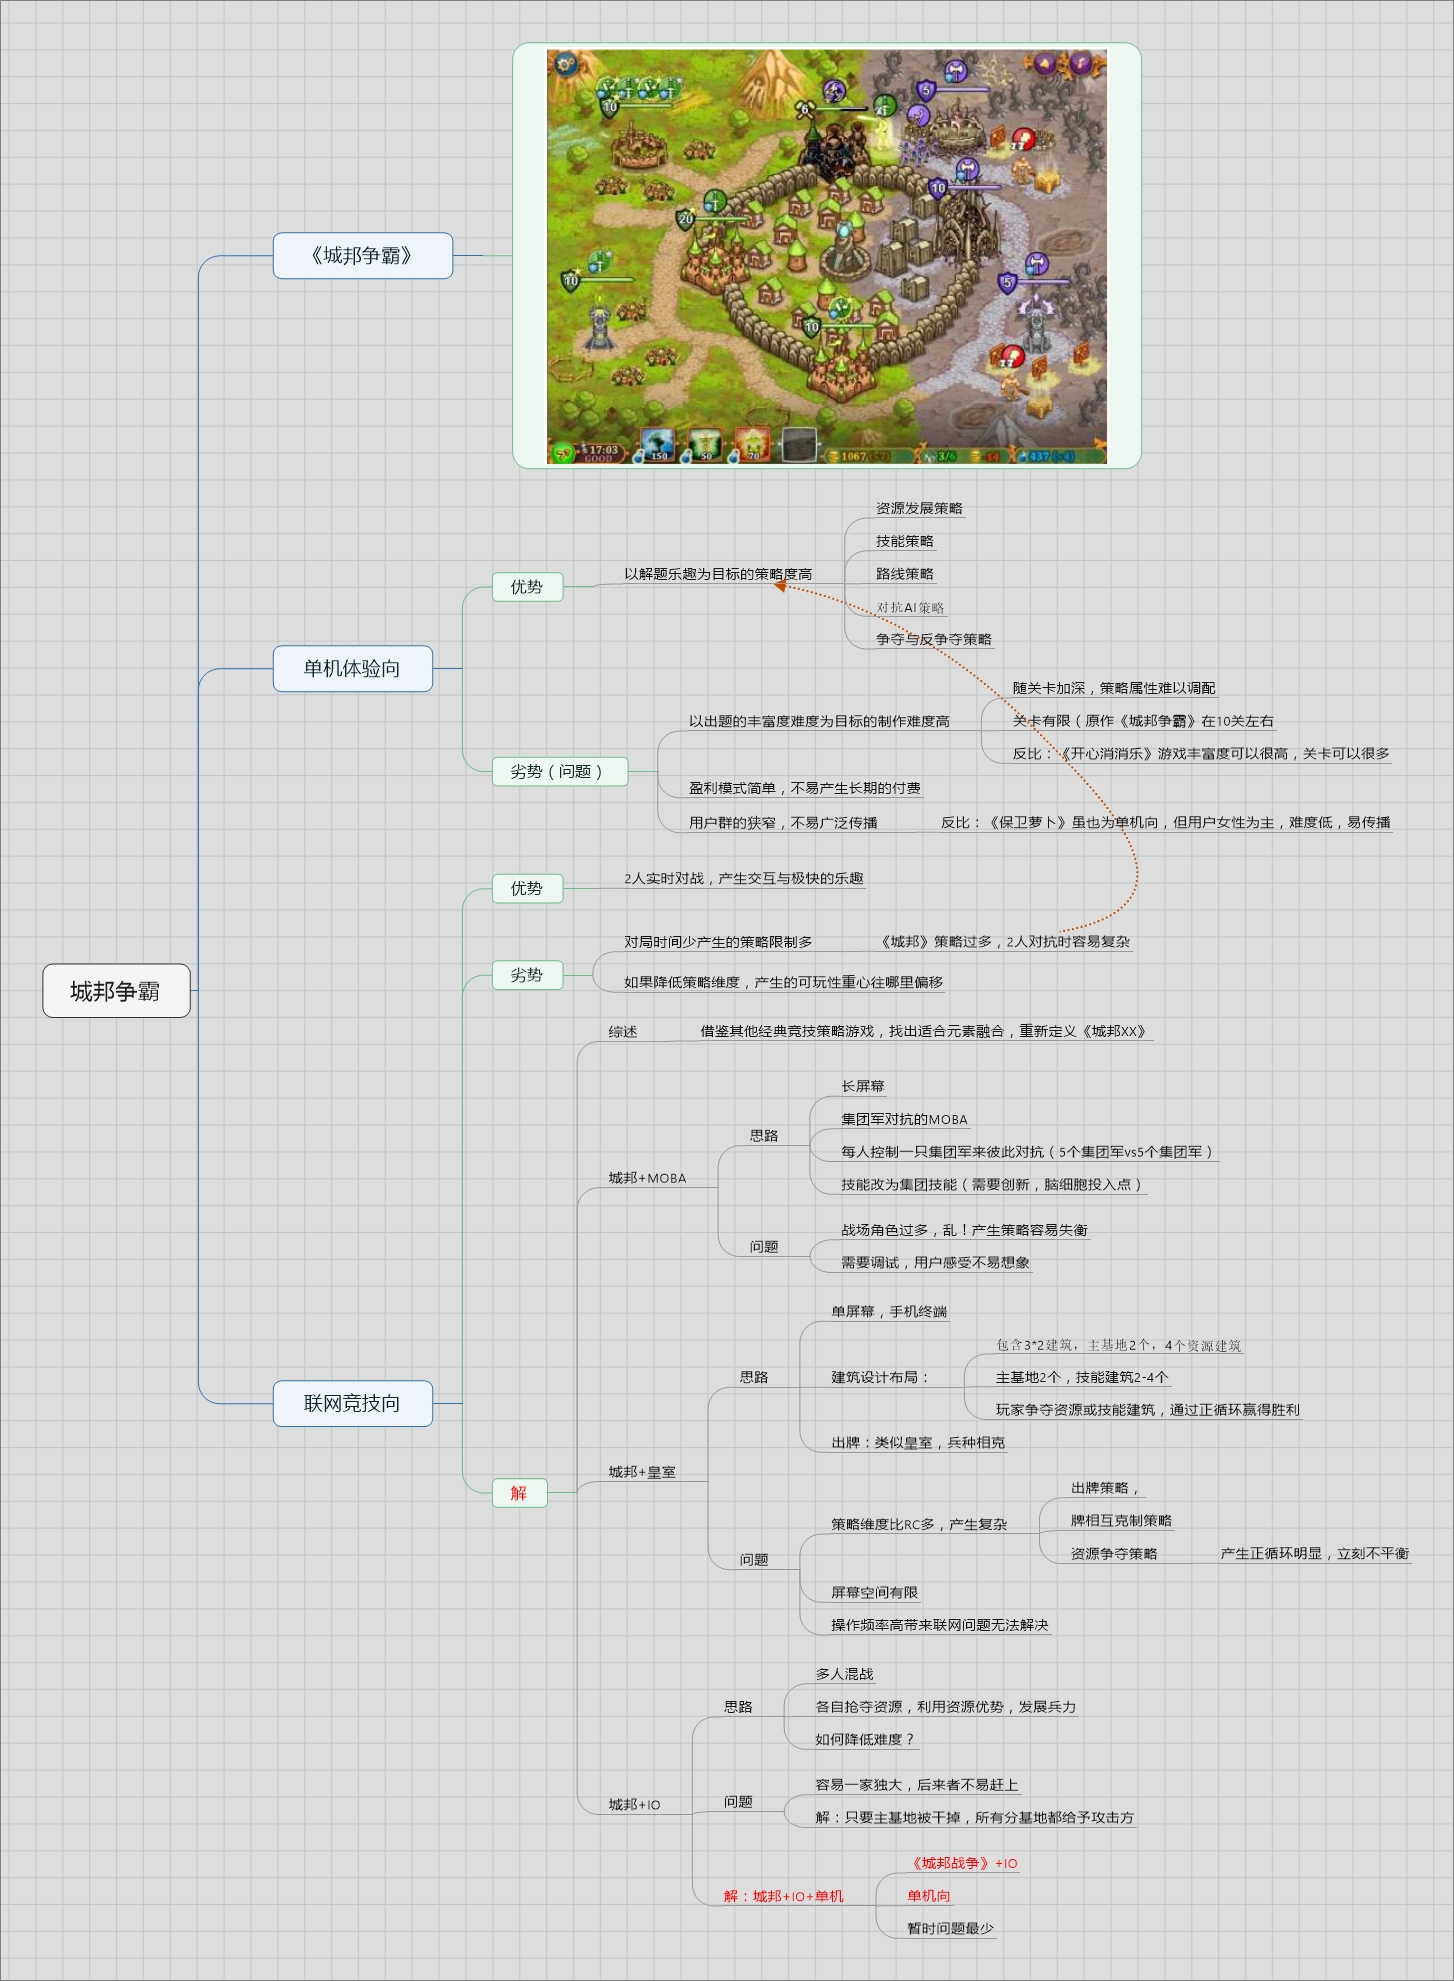 城邦争霸
《城邦争霸》
10
5
6
10
20
10
5
10
17:03
GOOD
150
50
70
1067
3/6
437
单机体验向
优势
以解题乐趣为目标的策略度高
资源发展策略
技能策略
路线策略
对抗AI策略
争夺与反争夺策略
劣势（问题）
以出题的丰富度难度为目标的制作难度高
随关卡加深，策略属性难以调配
关卡有限（原作《城邦争霸》在10关左右
反比：《开心消消乐》游戏丰富度可以很高，关卡可以很多
盈利模式简单，不易产生长期的付费
用户群的狭窄，不易广泛传播
反比：《保卫萝卜》虽也为单机向，但用户女性为主，难度低，易传播
联网竞技向
优势
2人实时对战，产生交互与极快的乐趣
劣势
对局时间少产生的策略限制多
《城邦》策略过多，2人对抗时容易复杂
如果降低策略维度，产生的可玩性重心往哪里偏移
解
综述
借鉴其他经典竞技策略游戏，找出适合元素融合，重新定义《城邦XX》
城邦+MOBA
思路
长屏幕
集团军对抗的MOBA
每人控制一只集团军来彼此对抗（5个集团军vs5个集团军）
技能改为集团技能（需要创新，脑细胞投入点）
问题
战场角色过多，乱！产生策略容易失衡
需要调试，用户感受不易想象
城邦+皇室
思路
单屏幕，手机终端
建筑设计布局：
包含3*2建筑，主基地2个，4个资源建筑
主基地2个，技能建筑2-4个
玩家争夺资源或技能建筑，通过正循环赢得胜利
出牌：类似皇室，兵种相克
问题
策略维度比RC多，产生复杂
出牌策略，
牌相互克制策略
资源争夺策略
产生正循环明显，立刻不平衡
屏幕空间有限
操作频率高带来联网问题无法解决
城邦+IO
思路
多人混战
各自抢夺资源，利用资源优势，发展兵力
如何降低难度？
问题
容易一家独大，后来者不易赶上
解：只要主基地被干掉，所有分基地都给予攻击方
解：城邦+IO+单机
《城邦战争》+IO
单机向
暂时问题最少